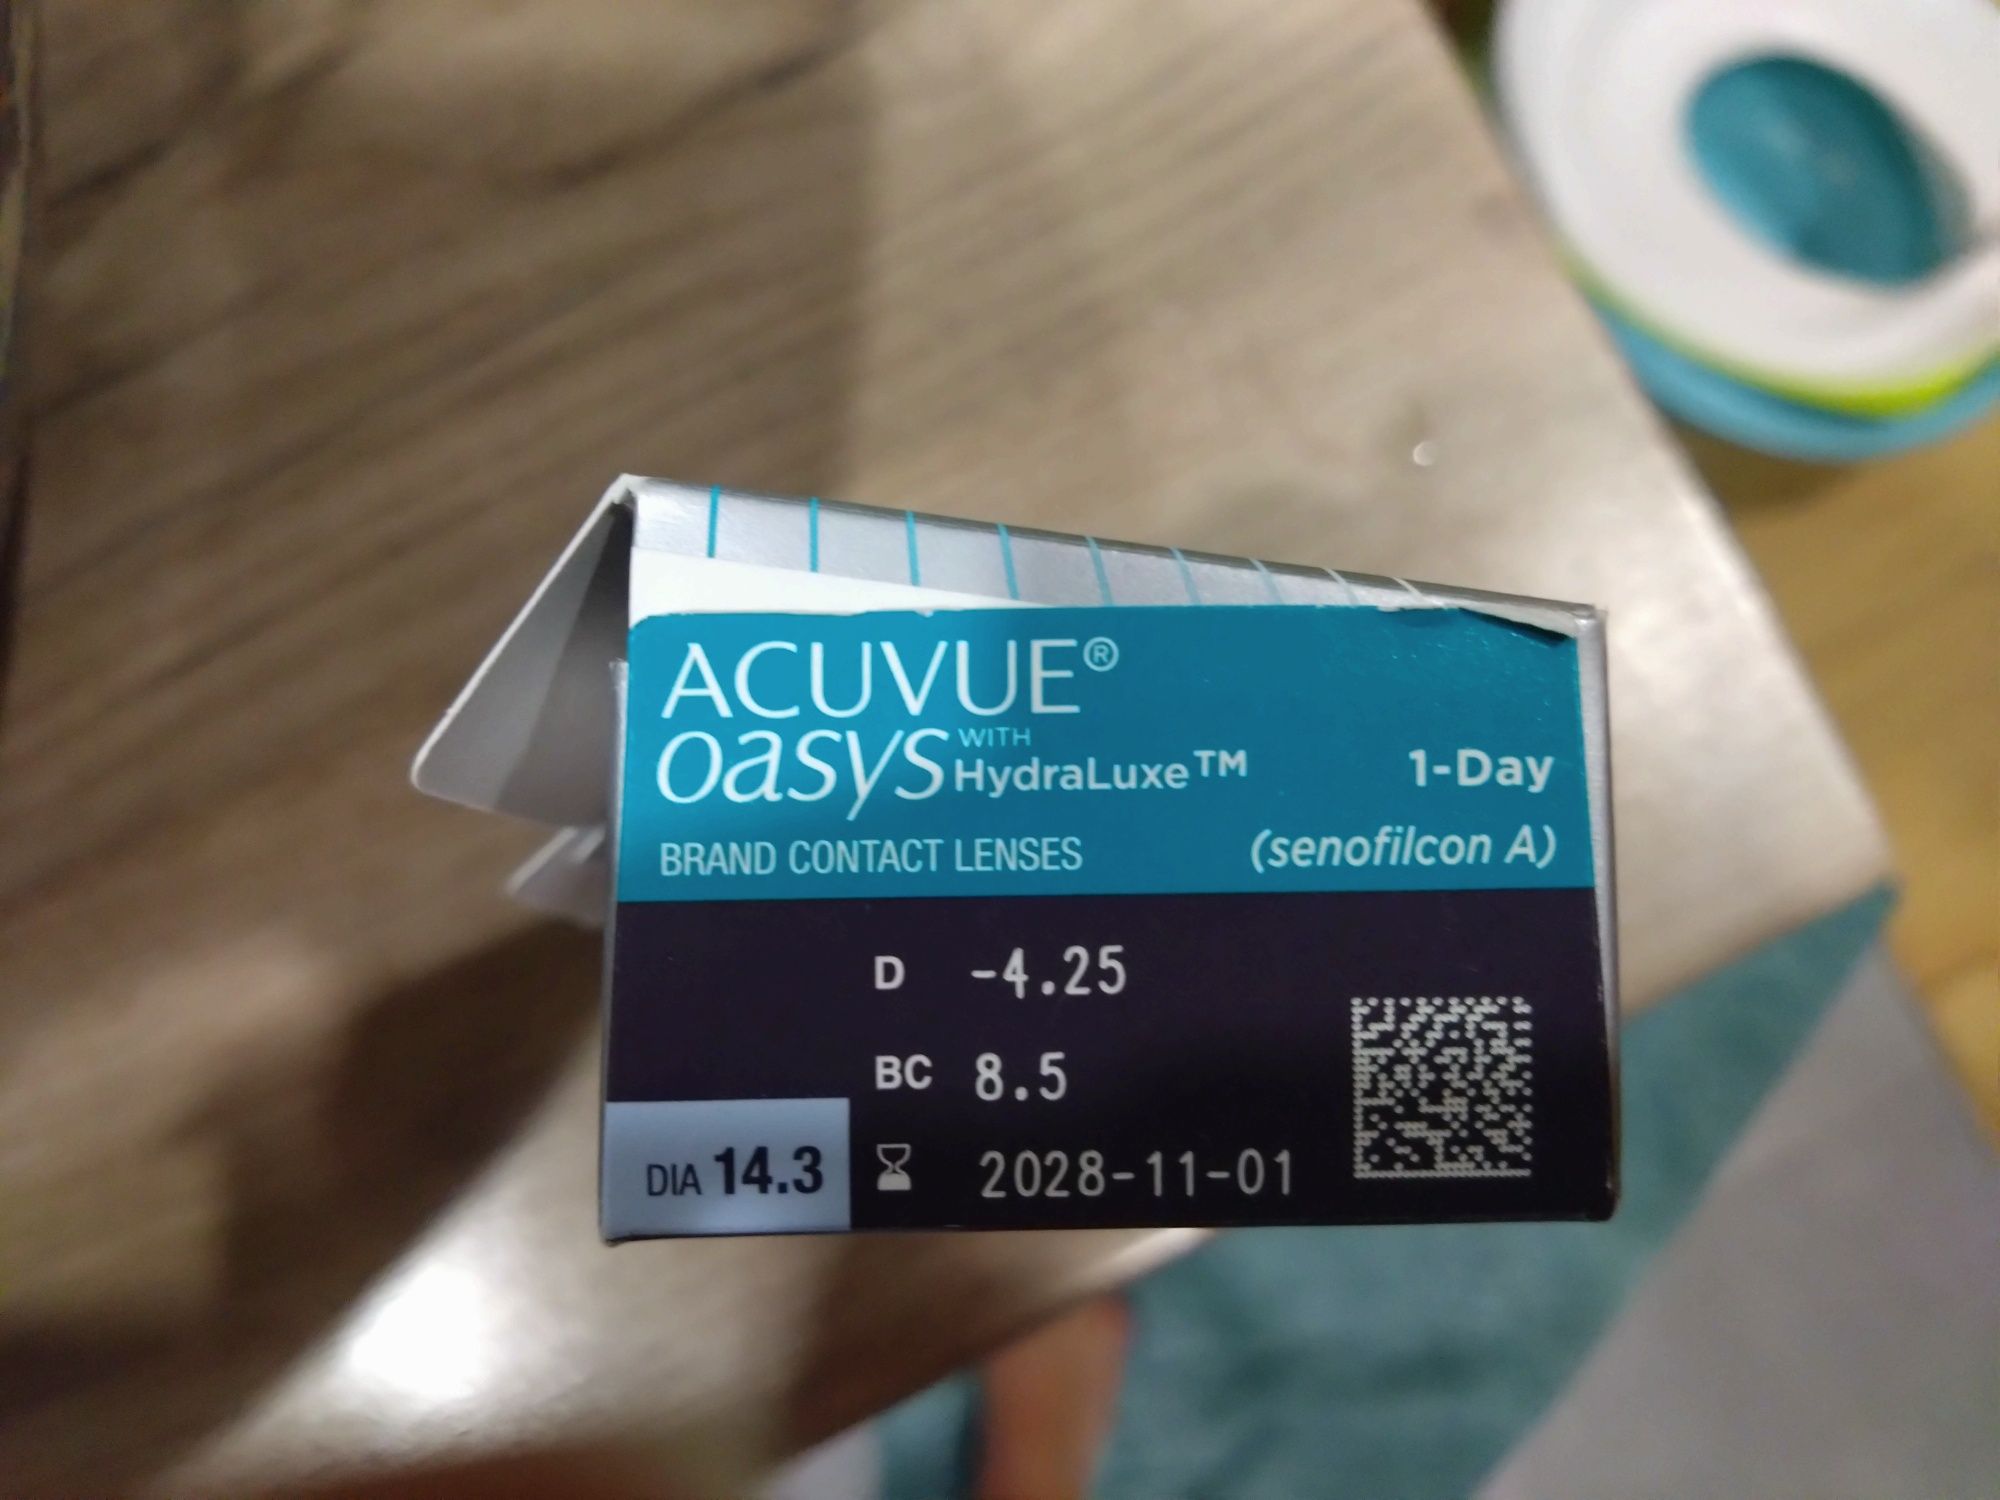 ACUVUE®
oasys WITH HydraLuxe™ 1-Day
BRAND CONTACT LENSES (senofilcon A)
D -4.25
BC 8.5
DIA 14.3 2028-11-01